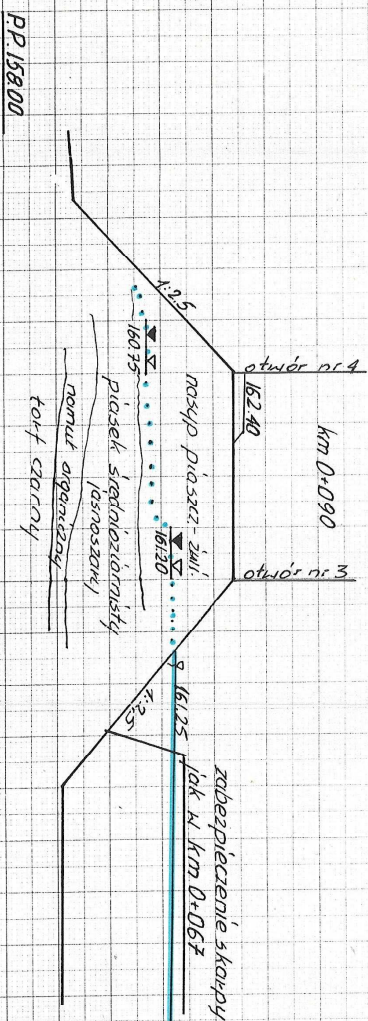 km 0+090
otwór nr 4
otwór nr 3
162.40
zabezpieczenie skarpy
jak w km 0+067
1:2.5
nasyp piaszcz-żwir.
160.75
161.20
161.25
1:2,5
piasek średnioziarnisty
jasnoszary
namuł organiczny
torf czarny
P.P.158.00